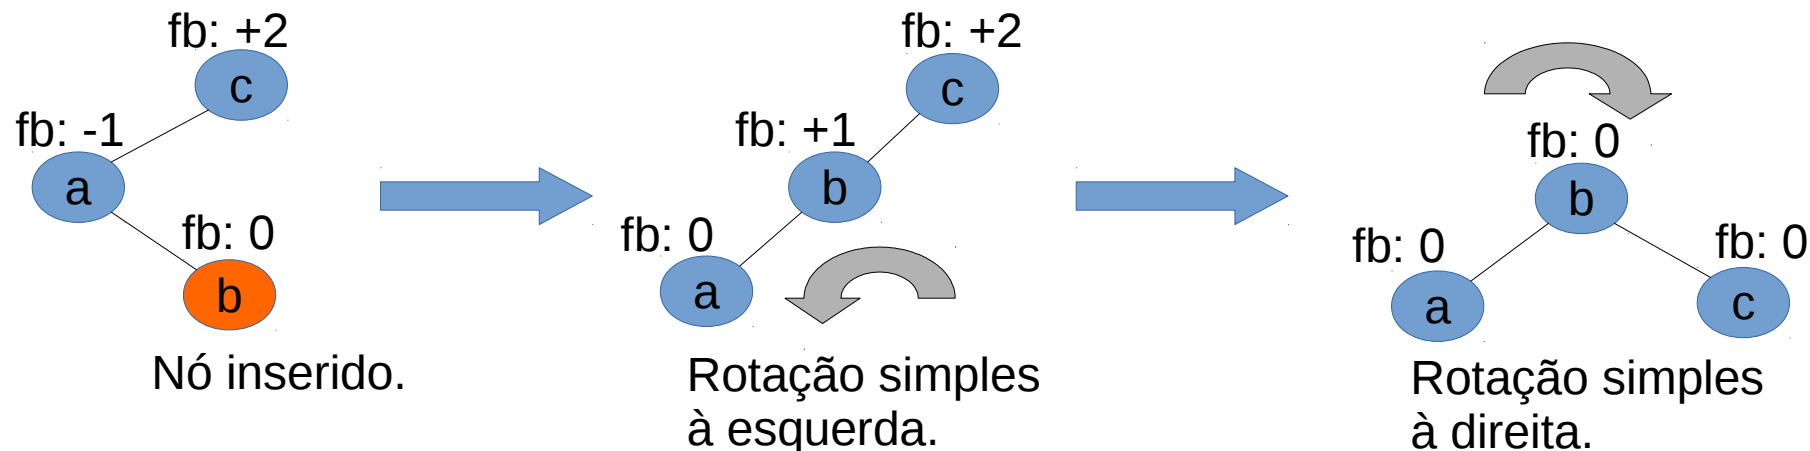 fb: +2
c
fb: -1
a
fb: 0
b
Nó inserido.
fb: +2
c
fb: +1
b
fb: 0
a
Rotação simples
à esquerda.
fb: 0
b
fb: 0
a
fb: 0
c
Rotação simples
à direita.